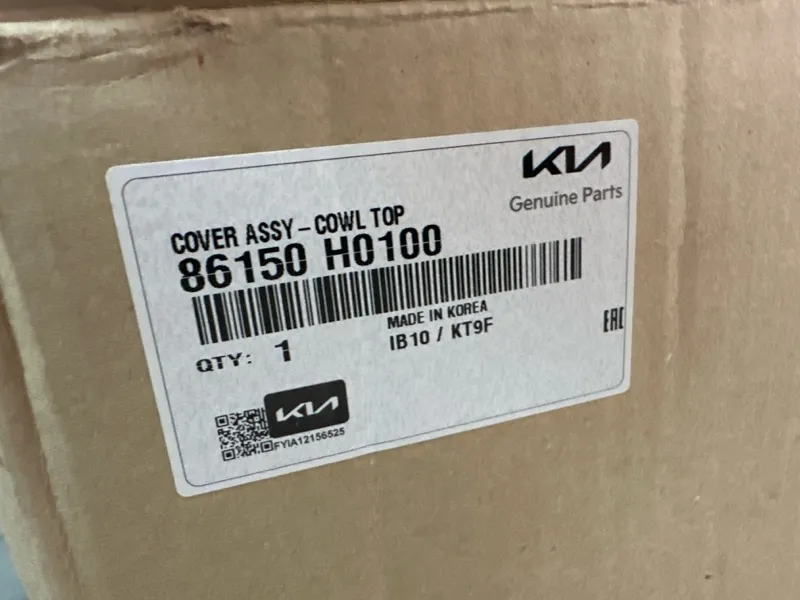 KIA
Genuine Parts
COVER ASSY-COWL TOP
86150 H0100
MADE IN KOREA
IB10 / KT9F
EAC
QTY: 1
KIA
FYIA12156525